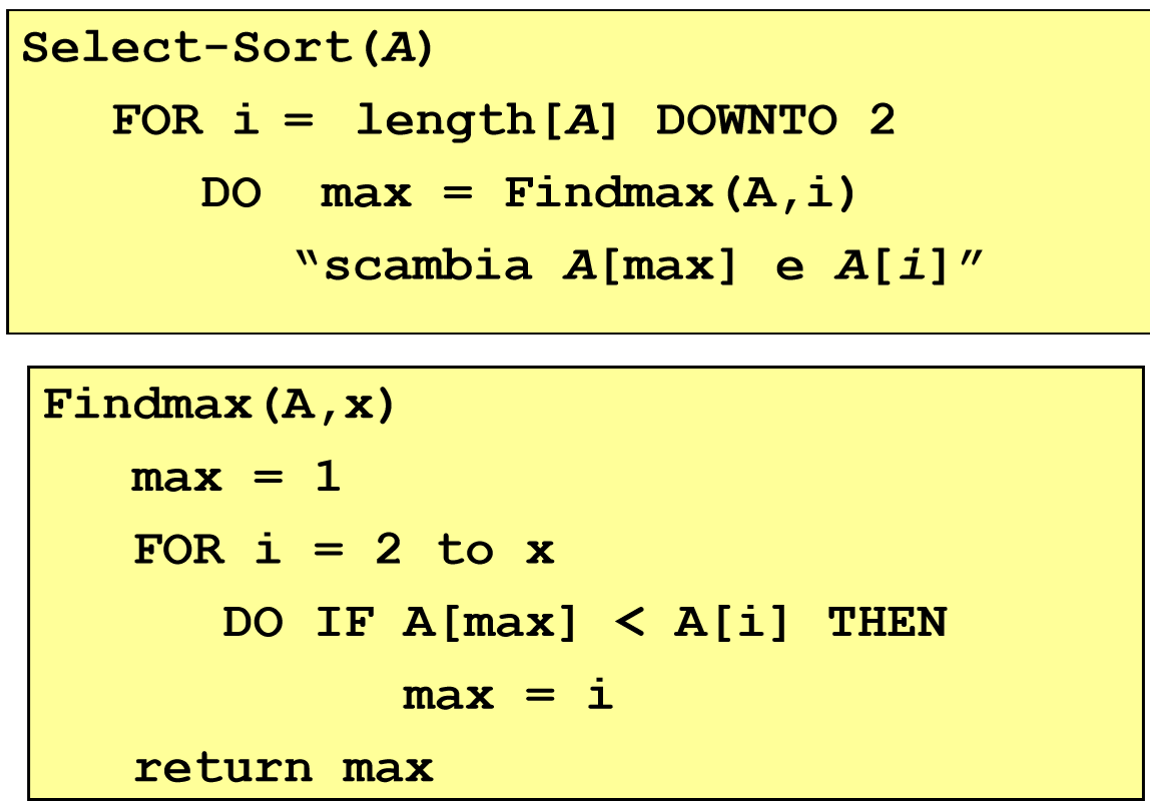 Select-Sort(A)
FOR i = length[A] DOWNTO 2
DO max = Findmax(A,i)
“scambia A[max] e A[i]”
Findmax(A,x)
max = 1
FOR i = 2 to x
DO IF A[max] < A[i] THEN
max = i
return max